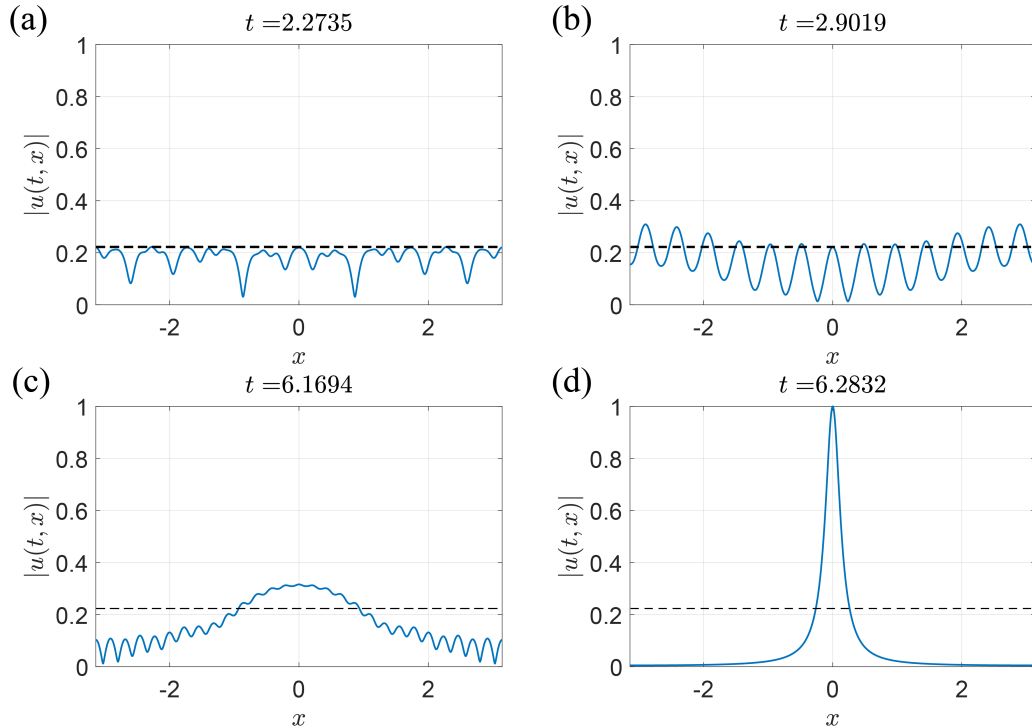 (a)
t =2.2735
1
0.8
0.6
0.4
0.2
0
|u(t, x)|
-2 0 2
x
(b)
t =2.9019
1
0.8
0.6
0.4
0.2
0
|u(t, x)|
-2 0 2
x
(c)
t =6.1694
1
0.8
0.6
0.4
0.2
0
|u(t, x)|
-2 0 2
x
(d)
t =6.2832
1
0.8
0.6
0.4
0.2
0
|u(t, x)|
-2 0 2
x